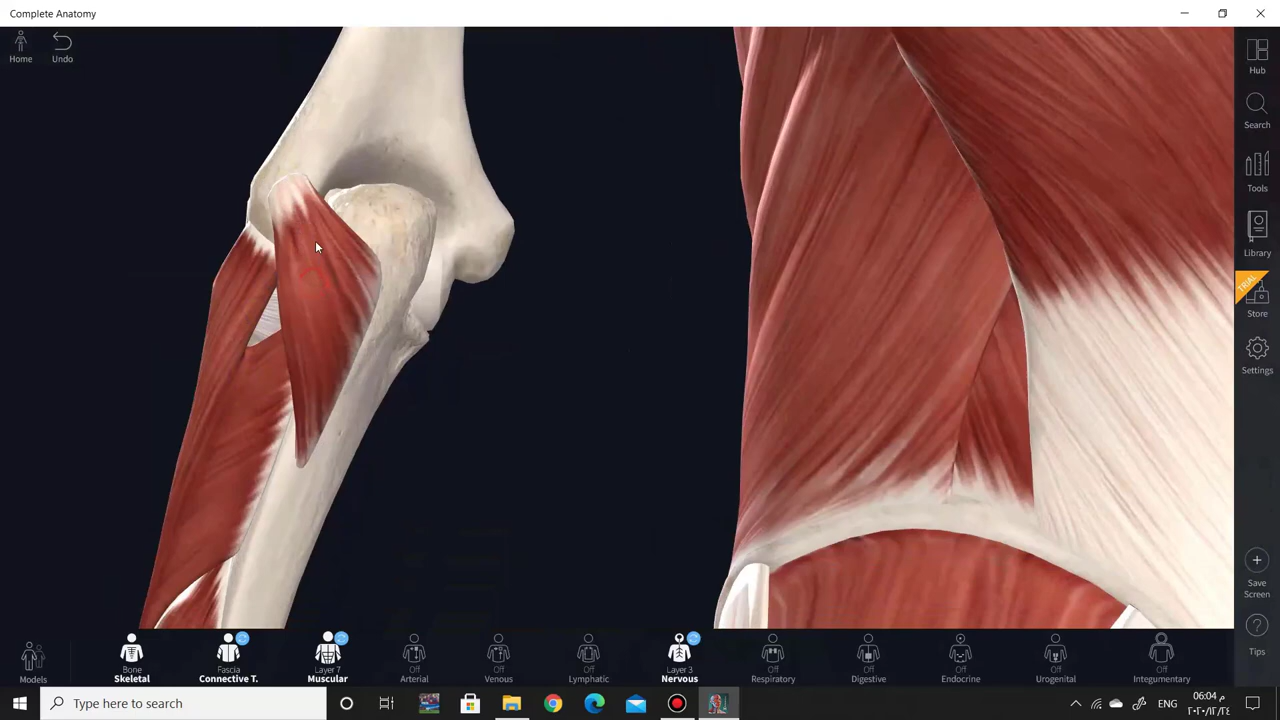 Complete Anatomy
Home
Undo
Hub
Search
Tools
Library
TRIAL
Store
Settings
Save
Screen
Tips
Models
Bone
Skeletal
Fascia
Connective T.
Layer 7
Muscular
Off
Arterial
Off
Venous
Off
Lymphatic
Layer 3
Nervous
Off
Respiratory
Off
Digestive
Off
Endocrine
Off
Urogenital
Off
Integumentary
Type here to search
ENG
06:04 م